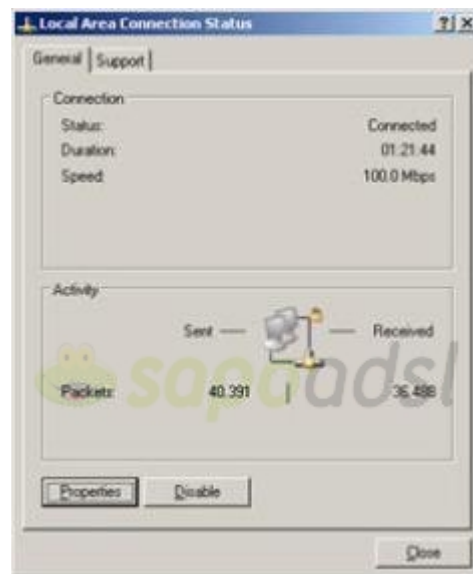 Local Area Connection Status
General Support
Connection
Status: Connected
Duration: 01:21:44
Speed: 100.0 Mbps
Activity
Sent Received
sapoadsl
Packets: 40.391 36.488
Properties Disable
Close